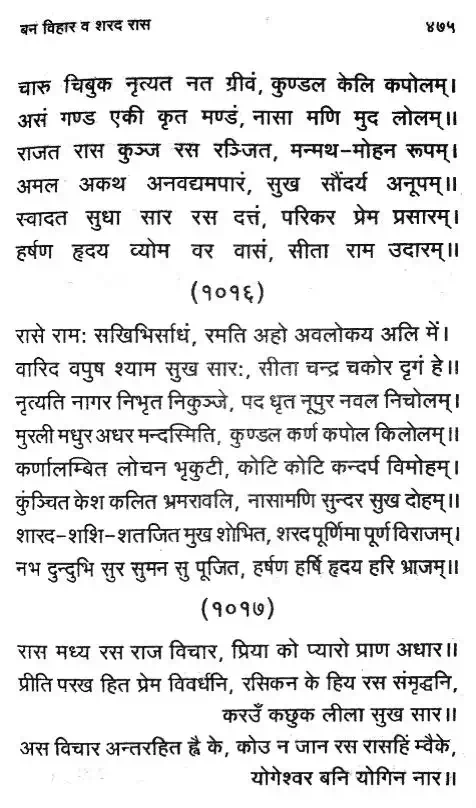 बन विहार व शरद रास ४७५
चारु चिबुक नृत्यत नत ग्रीवं, कुण्डल केलि कपोलम्।
असं गण्ड एकी कृत मण्डं, नासा मणि मुद लोलम्॥
राजत रास कुञ्ज रस रञ्जित, मन्मथ-मोहन रूपम्।
अमल अकथ अनवद्यमपारं, सुख सौंदर्य अनूपम्॥
स्वादत सुधा सार रस दत्तं, परिकर प्रेम प्रसारम्।
हर्षण हृदय व्योम वर वासं, सीता राम उदारम्॥
(१०१६)
रासे रामः सखिभिर्साधं, रमति अहो अवलोकय अलि में।
वारिद वपुष श्याम सुख सारः, सीता चन्द्र चकोर दृगं हे॥
नृत्यति नागर निभृत निकुञ्जे, पद धृत नूपुर नवल निचोलम्।
मुरली मधुर अधर मन्दस्मिति, कुण्डल कर्ण कपोल किलोलम्॥
कर्णालम्बित लोचन भृकुटी, कोटि कोटि कन्दर्प विमोहम्।
कुंञ्चित केश कलित भ्रमरावलि, नासामणि सुन्दर सुख दोहम्॥
शारद-शशि-शतजित मुख शोभित, शरद पूर्णिमा पूर्ण विराजम्।
नभ दुन्दुभि सुर सुमन सु पूजित, हर्षण हर्षि हृदय हरि भ्राजम्॥
(१०१७)
रास मध्य रस राज विचार, प्रिया को प्यारो प्राण अधार॥
प्रीति परख हित प्रेम विवर्धनि, रसिकन के हिय रस संमृद्धनि,
करउँ कछुक लीला सुख सार॥
अस विचार अन्तरहित ह्वै के, कोउ न जान रस रासहिं म्वैके,
योगेश्वर बनि योगिन नार॥